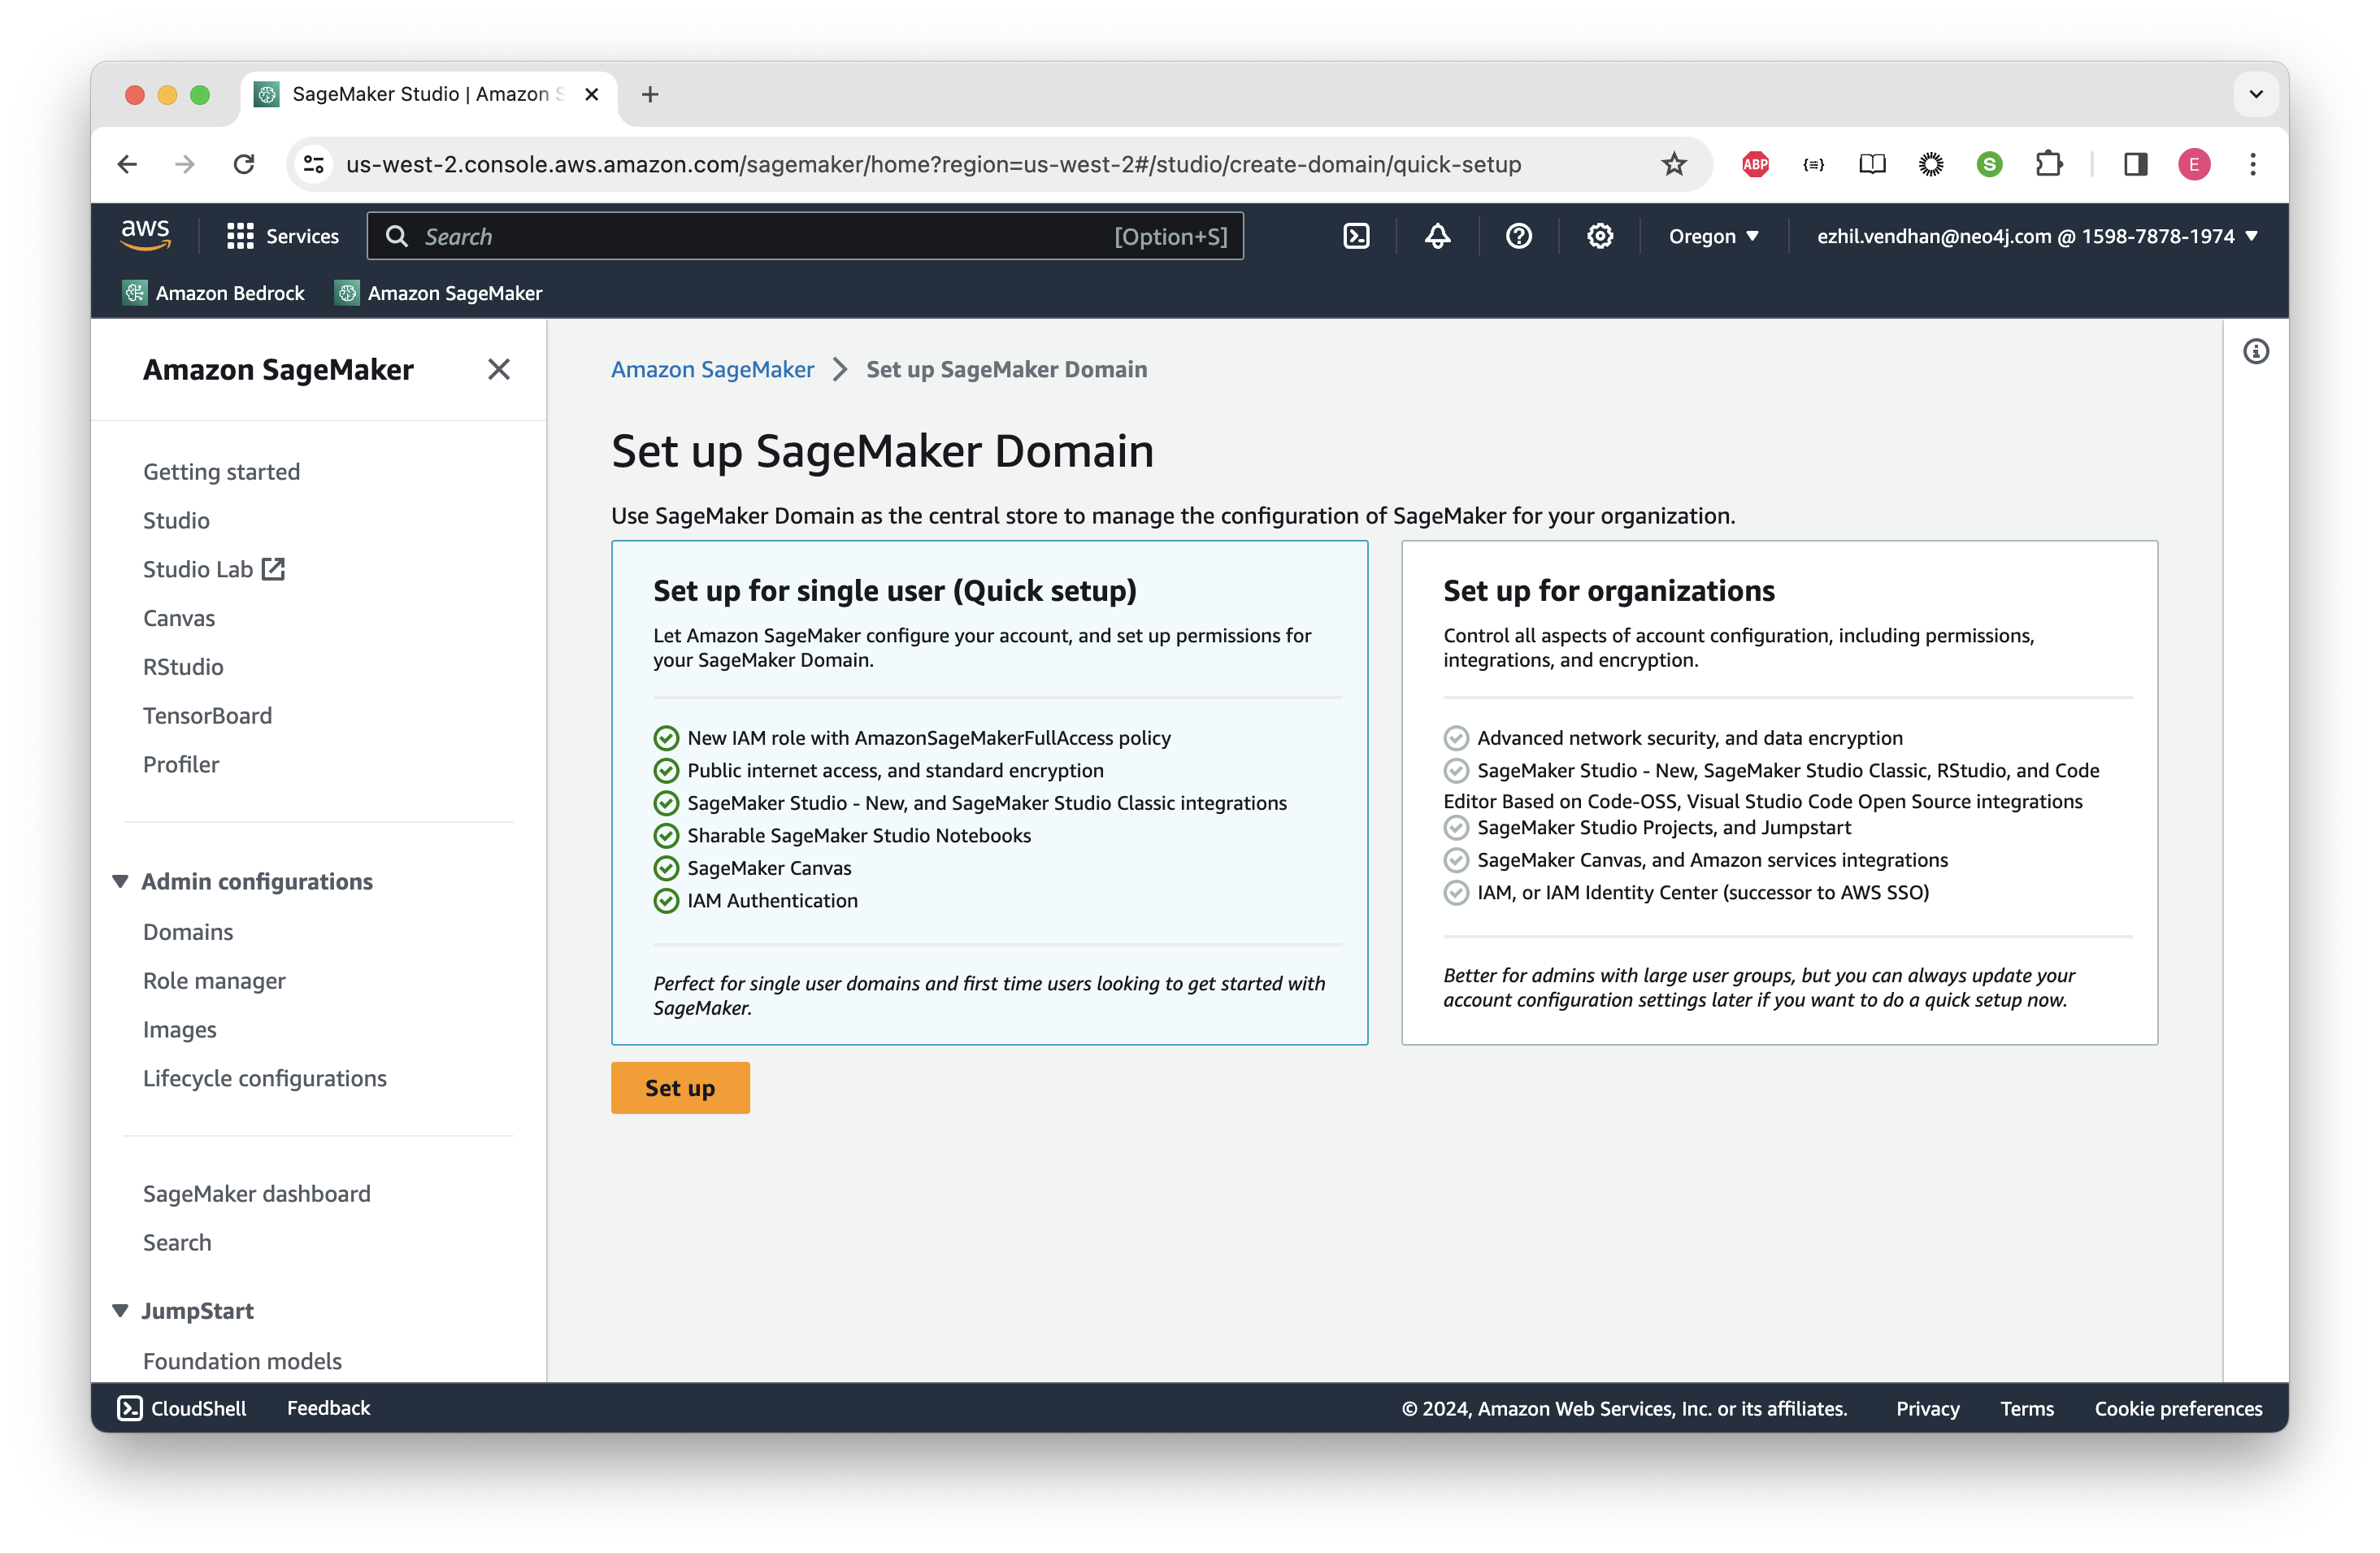 SageMaker Studio | Amazon S
us-west-2.console.aws.amazon.com/sagemaker/home?region=us-west-2#/studio/create-domain/quick-setup
ABP
{=}
S
E
aws
Services
Search
[Option+S]
Oregon
ezhil.vendhan@neo4j.com @ 1598-7878-1974
Amazon Bedrock
Amazon SageMaker
Amazon SageMaker
Getting started
Studio
Studio Lab
Canvas
RStudio
TensorBoard
Profiler
Admin configurations
Domains
Role manager
Images
Lifecycle configurations
SageMaker dashboard
Search
JumpStart
Foundation models
Amazon SageMaker
Set up SageMaker Domain
Set up SageMaker Domain
Use SageMaker Domain as the central store to manage the configuration of SageMaker for your organization.
Set up for single user (Quick setup)
Let Amazon SageMaker configure your account, and set up permissions for
your SageMaker Domain.
New IAM role with AmazonSageMakerFullAccess policy
Public internet access, and standard encryption
SageMaker Studio - New, and SageMaker Studio Classic integrations
Sharable SageMaker Studio Notebooks
SageMaker Canvas
IAM Authentication
Perfect for single user domains and first time users looking to get started with
SageMaker.
Set up for organizations
Control all aspects of account configuration, including permissions,
integrations, and encryption.
Advanced network security, and data encryption
SageMaker Studio - New, SageMaker Studio Classic, RStudio, and Code
Editor Based on Code-OSS, Visual Studio Code Open Source integrations
SageMaker Studio Projects, and Jumpstart
SageMaker Canvas, and Amazon services integrations
IAM, or IAM Identity Center (successor to AWS SSO)
Better for admins with large user groups, but you can always update your
account configuration settings later if you want to do a quick setup now.
Set up
CloudShell
Feedback
© 2024, Amazon Web Services, Inc. or its affiliates.
Privacy
Terms
Cookie preferences